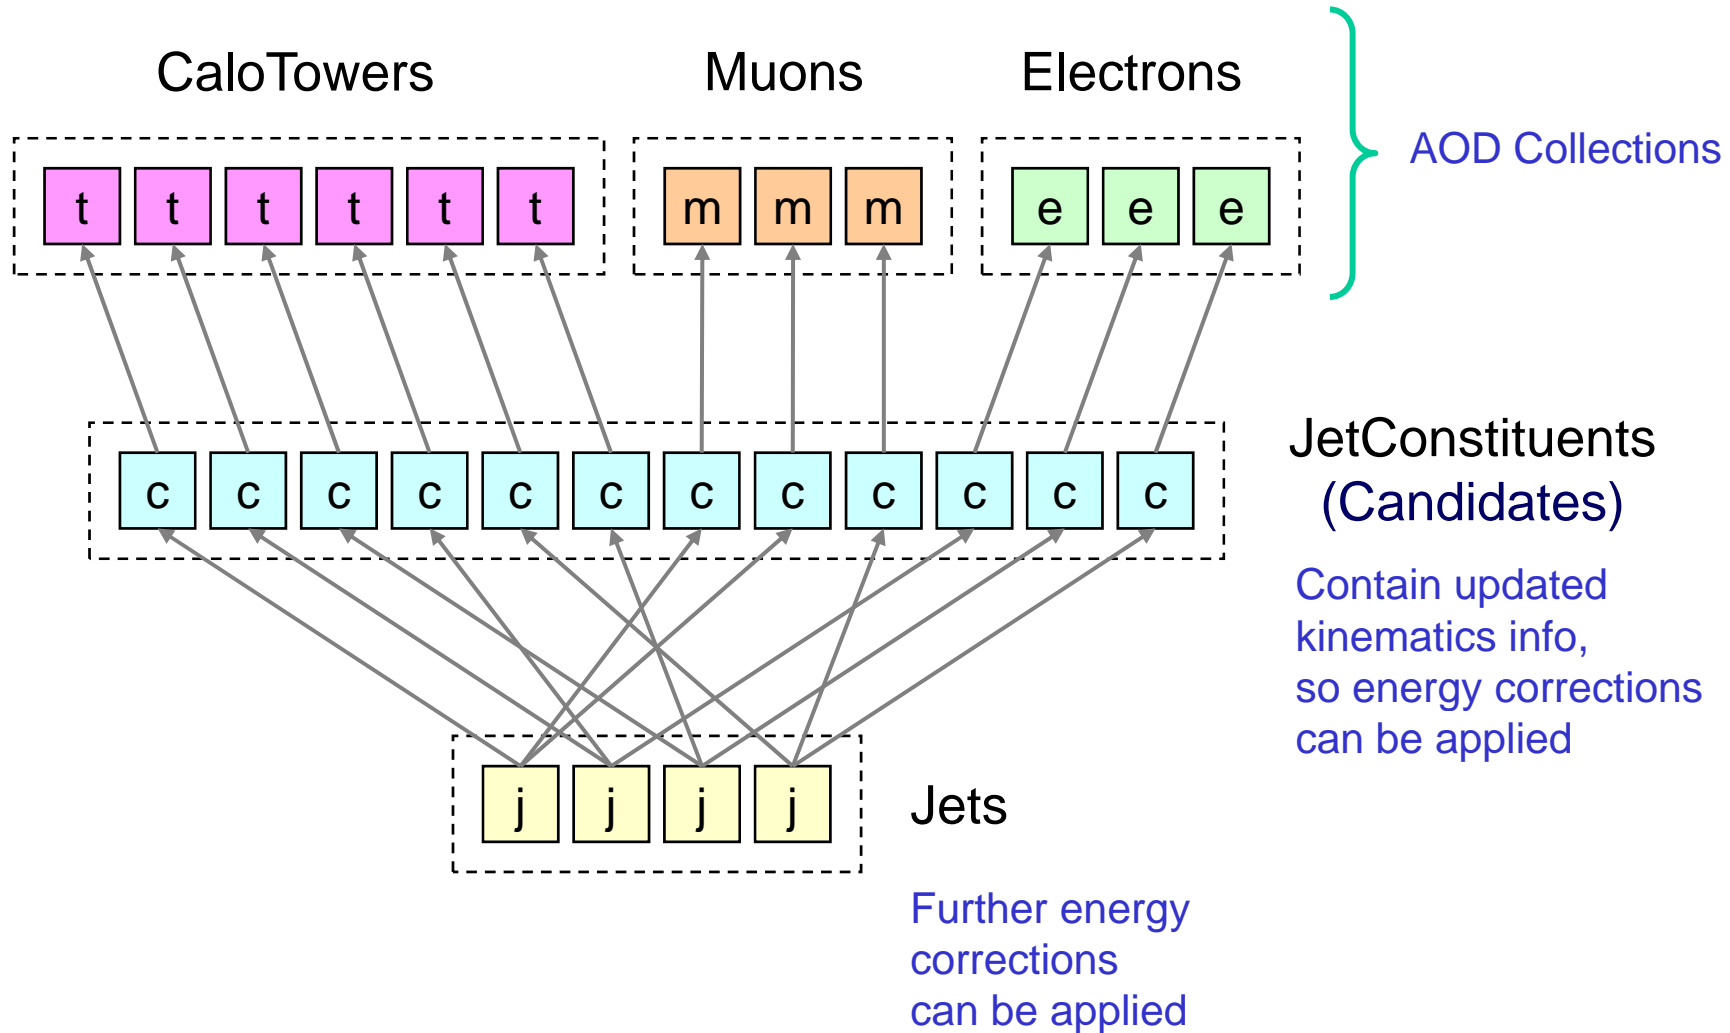 CaloTowers Muons Electrons
AOD Collections
t t t t t t m m m e e e
JetConstituents
(Candidates)
c c c c c c c c c c c c
Contain updated
kinematics info,
so energy corrections
can be applied
j j j j
Jets
Further energy
corrections
can be applied